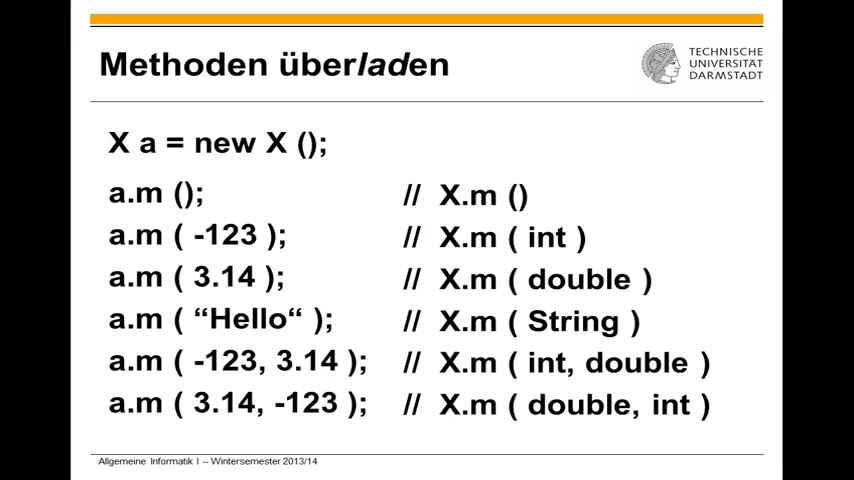 Methoden überladen
TECHNISCHE
UNIVERSITÄT
DARMSTADT
X a = new X ();
a.m (); // X.m ()
a.m ( -123 ); // X.m ( int )
a.m ( 3.14 ); // X.m ( double )
a.m ( “Hello“ ); // X.m ( String )
a.m ( -123, 3.14 ); // X.m ( int, double )
a.m ( 3.14, -123 ); // X.m ( double, int )
Allgemeine Informatik I -- Wintersemester 2013/14